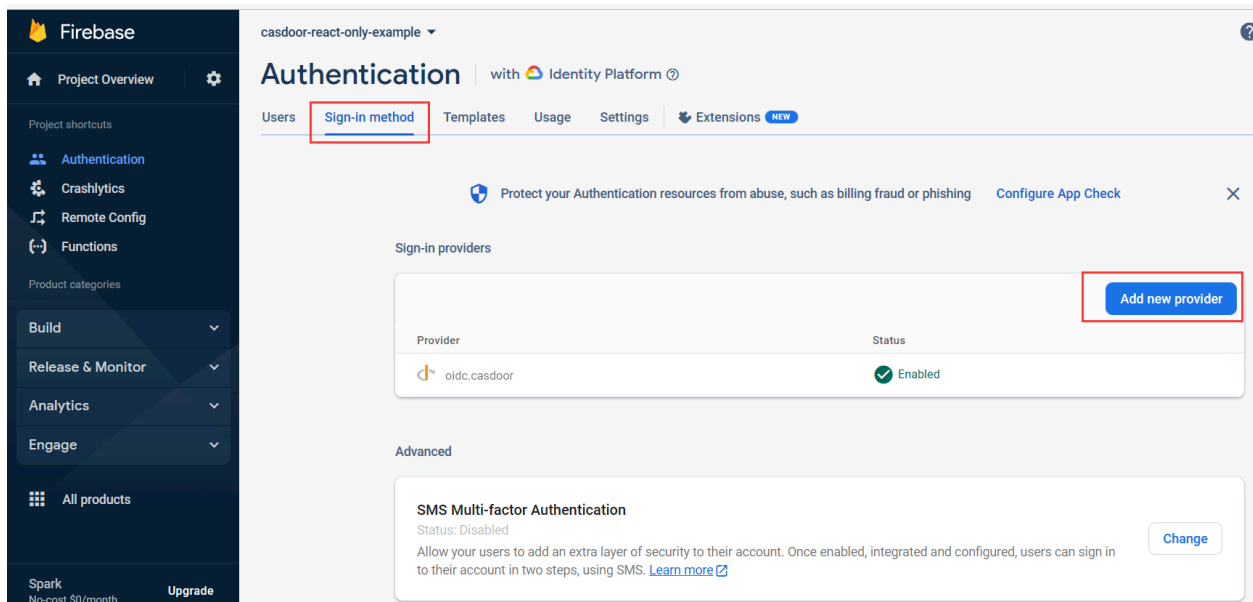 Firebase
Project Overview
Project shortcuts
Authentication
Crashlytics
Remote Config
Functions
Product categories
Build
Release & Monitor
Analytics
Engage
All products
Spark
No-cost $0/month
Upgrade
casdoor-react-only-example
Authentication with Identity Platform
Users Sign-in method Templates Usage Settings Extensions NEW
Protect your Authentication resources from abuse, such as billing fraud or phishing Configure App Check
Sign-in providers
Add new provider
Provider Status
oidc.casdoor Enabled
Advanced
SMS Multi-factor Authentication
Status: Disabled
Allow your users to add an extra layer of security to their account. Once enabled, integrated and configured, users can sign in
to their account in two steps, using SMS. Learn more
Change